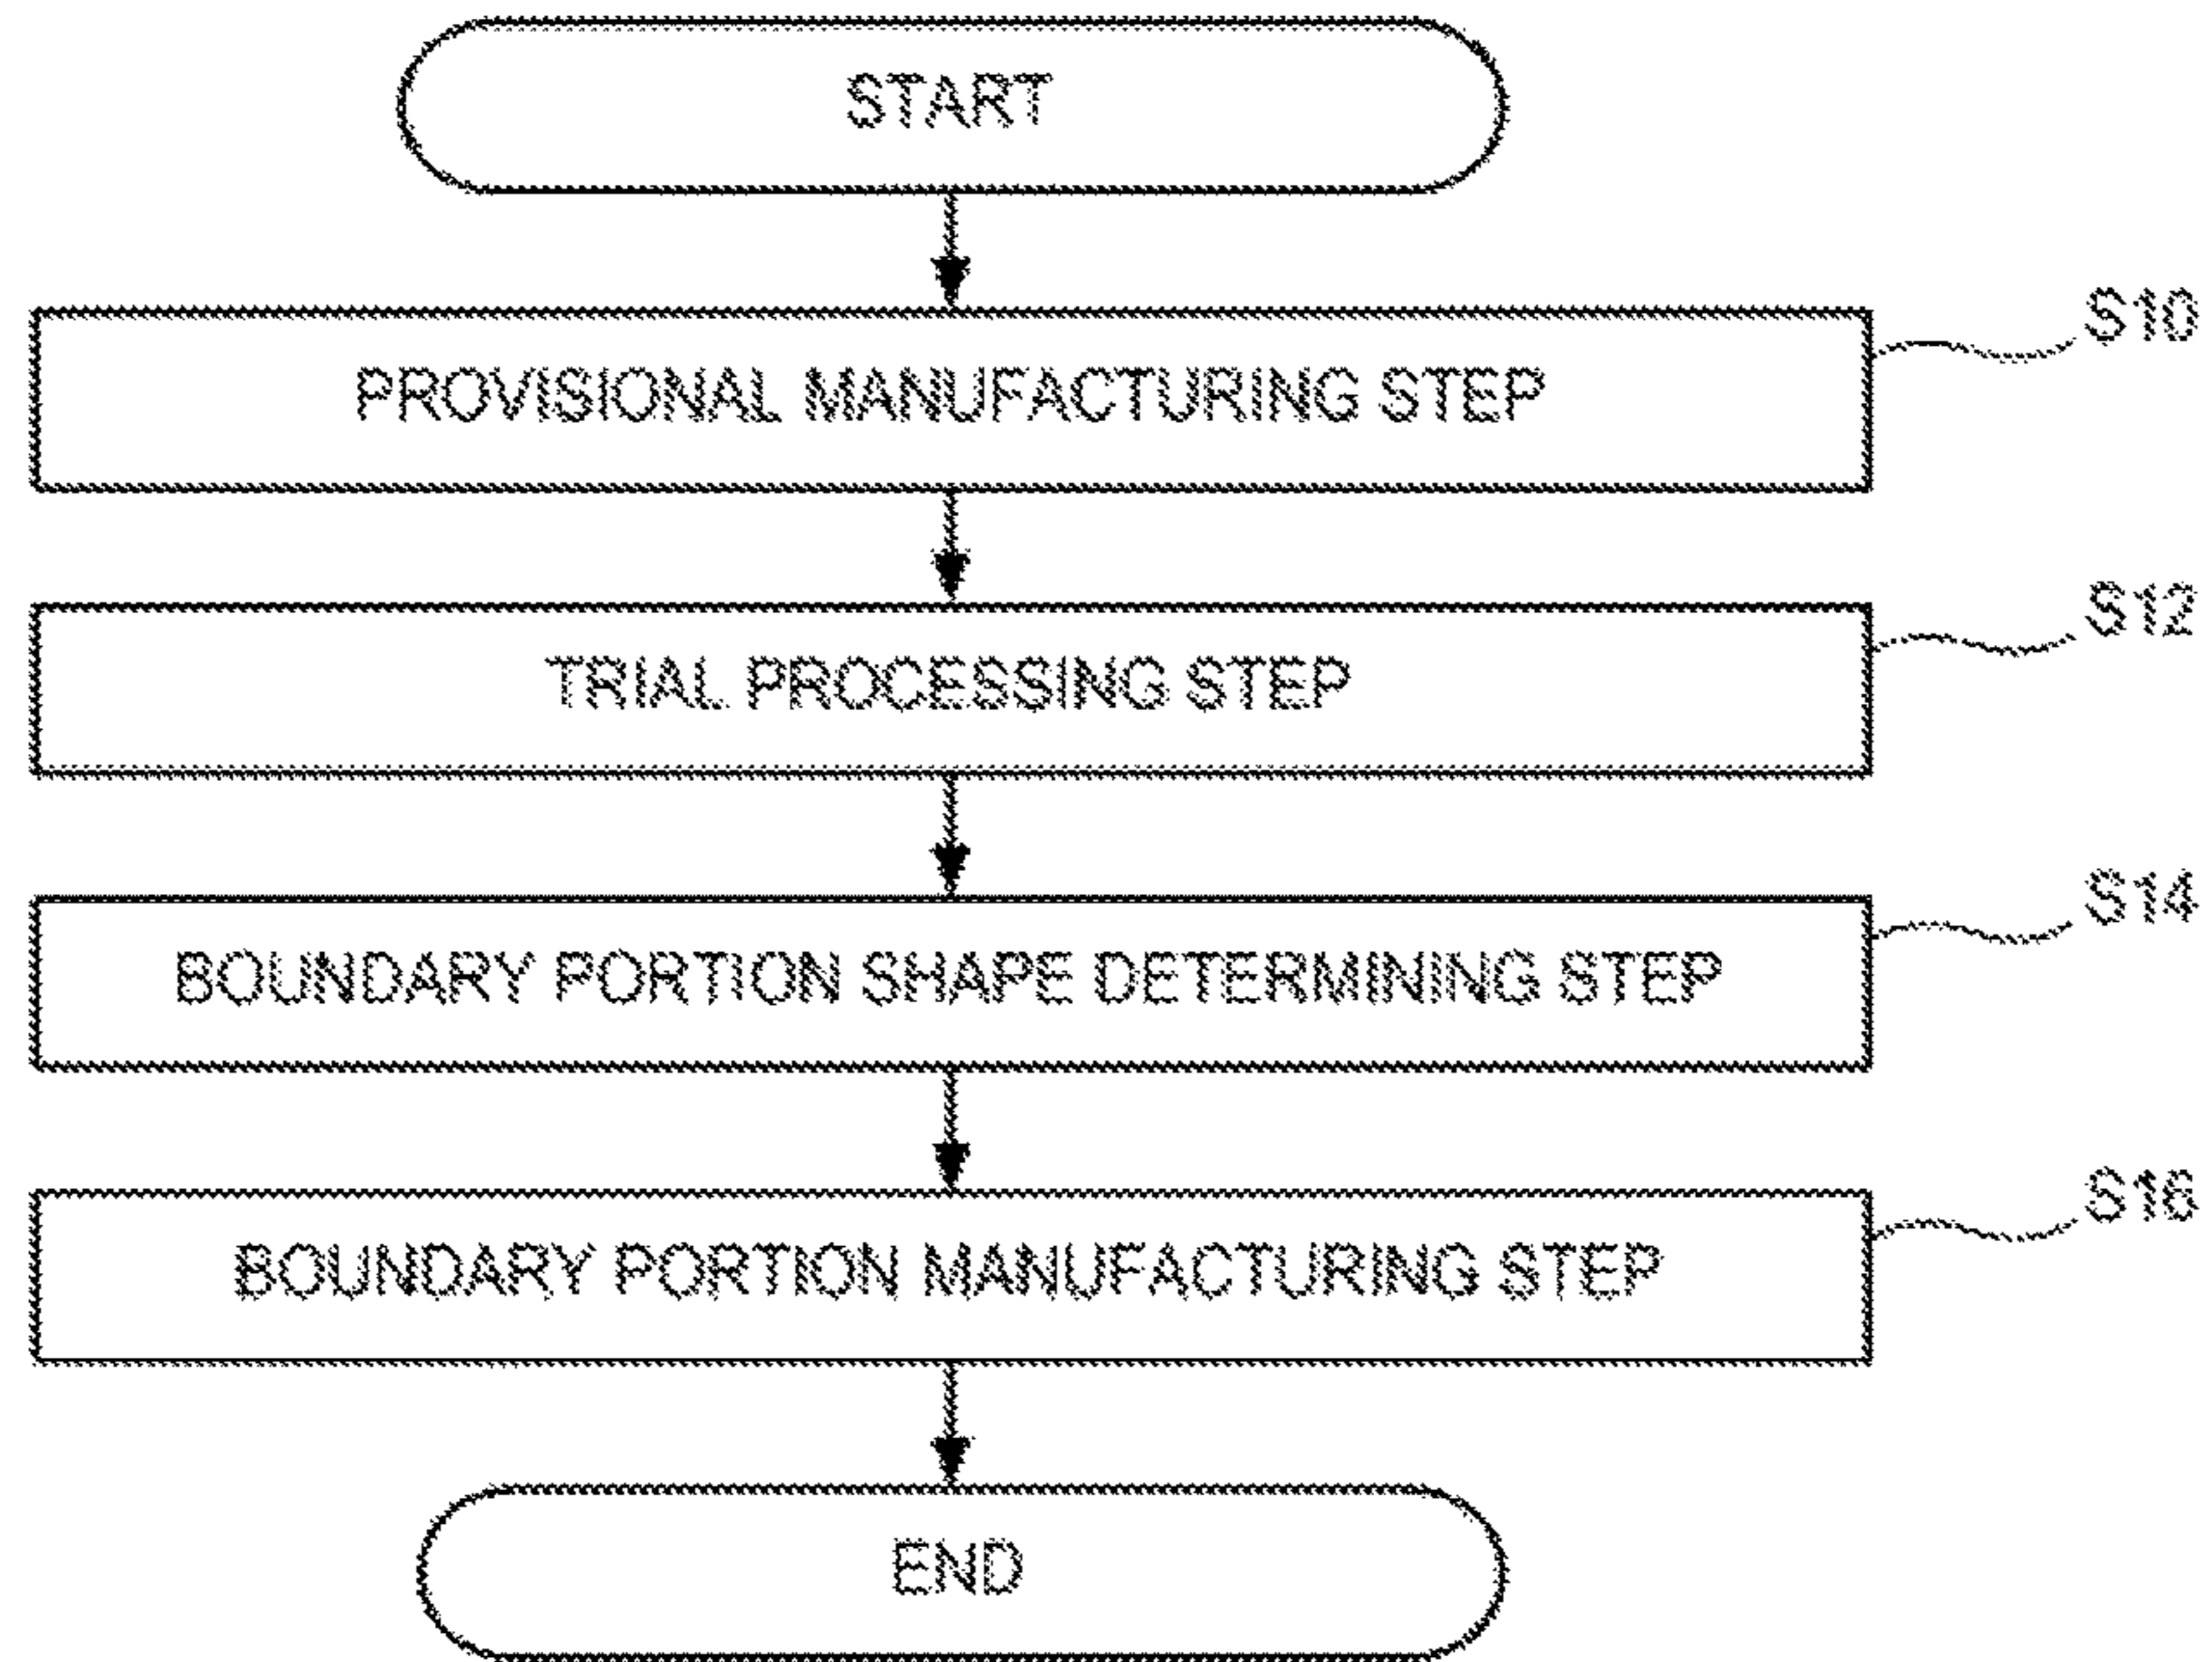 START
S10
PROVISIONAL MANUFACTURING STEP
S12
TRIAL PROCESSING STEP
S14
BOUNDARY PORTION SHAPE DETERMINING STEP
S16
BOUNDARY PORTION MANUFACTURING STEP
END